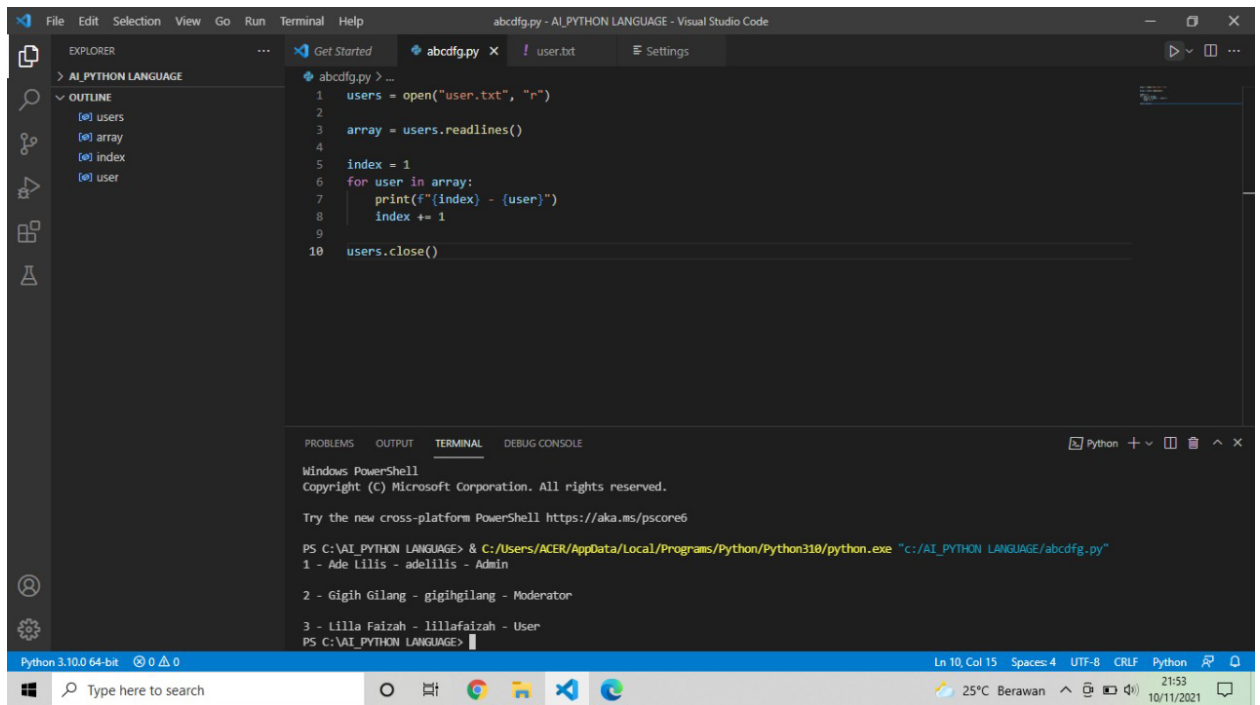 File Edit Selection View Go Run Terminal Help abcdfg.py - AI_PYTHON LANGUAGE - Visual Studio Code
EXPLORER
Get Started abcdfg.py user.txt Settings
AI_PYTHON LANGUAGE
abcdfg.py > ...
OUTLINE
users
array
index
user
1 users = open("user.txt", "r")
2
3 array = users.readlines()
4
5 index = 1
6 for user in array:
7 print(f"{index} - {user}")
8 index += 1
9
10 users.close()
PROBLEMS OUTPUT TERMINAL DEBUG CONSOLE Python
Windows PowerShell
Copyright (C) Microsoft Corporation. All rights reserved.
Try the new cross-platform PowerShell https://aka.ms/pscore6
PS C:\AI_PYTHON LANGUAGE> & C:/Users/ACER/AppData/Local/Programs/Python/Python310/python.exe "c:/AI_PYTHON LANGUAGE/abcdfg.py"
1 - Ade Lilis - adelilis - Admin
2 - Gigih Gilang - gigihgilang - Moderator
3 - Lilla Faizah - lillafaizah - User
PS C:\AI_PYTHON LANGUAGE>
Python 3.10.0 64-bit 0 0 Ln 10, Col 15 Spaces: 4 UTF-8 CRLF Python
Type here to search 25°C Berawan 21:53
10/11/2021